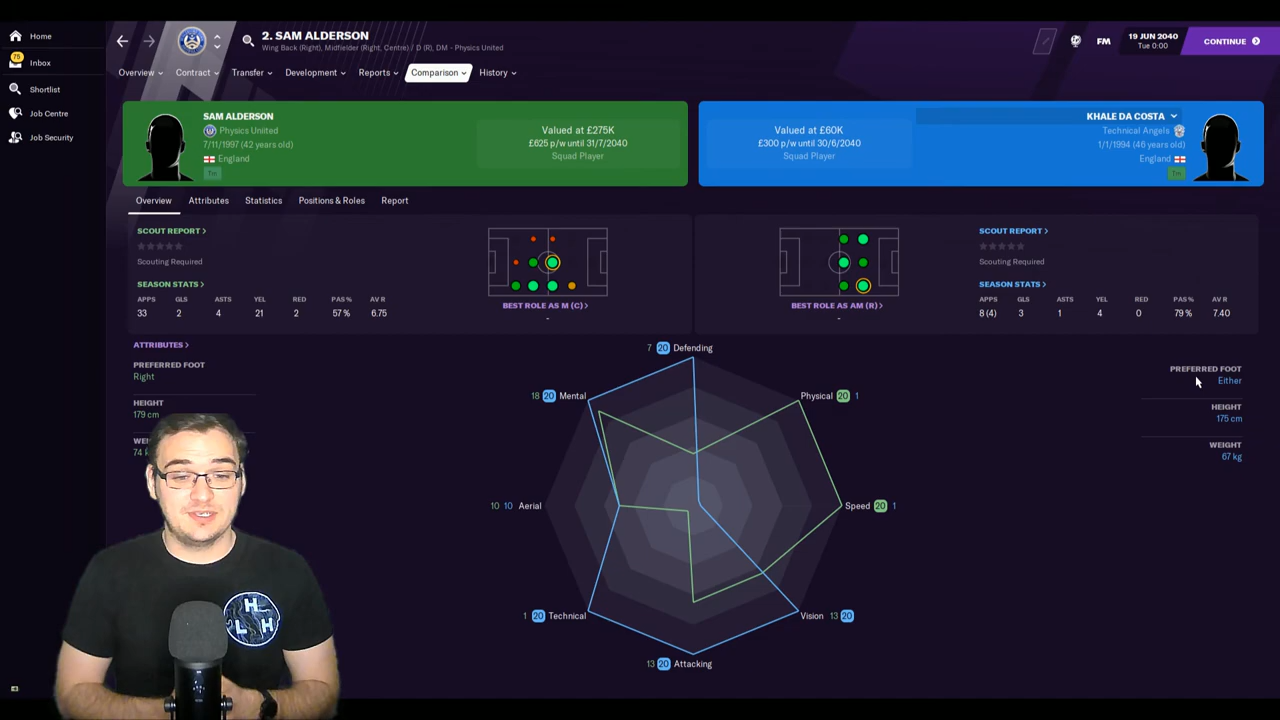 Home
75
Inbox
Shortlist
Job Centre
Job Security
2. SAM ALDERSON
Wing Back (Right), Midfielder (Right, Centre) / D (R), DM - Physics United
FM
19 JUN 2040
Tue 0:00
CONTINUE
Overview
Contract
Transfer
Development
Reports
Comparison
History
SAM ALDERSON
Physics United
7/11/1997 (42 years old)
England
Trn
Valued at £275K
£625 p/w until 31/7/2040
Squad Player
Valued at £60K
£300 p/w until 30/6/2040
Squad Player
KHALE DA COSTA
Technical Angels
1/1/1994 (46 years old)
England
Trn
Overview
Attributes
Statistics
Positions & Roles
Report
SCOUT REPORT >
Scouting Required
SEASON STATS >
APPS GLS ASTS YEL RED PAS% AV R
33 2 4 21 2 57% 6.75
BEST ROLE AS M (C) >
-
BEST ROLE AS AM (R) >
-
SCOUT REPORT >
Scouting Required
SEASON STATS >
APPS GLS ASTS YEL RED PAS% AV R
8 (4) 3 1 4 0 79% 7.40
ATTRIBUTES >
PREFERRED FOOT
Right
HEIGHT
179 cm
74
7 20 Defending
18 20 Mental
Physical 20 1
10 10 Aerial
Speed 20 1
1 20 Technical
Vision 13 20
13 20 Attacking
PREFERRED FOOT
Either
HEIGHT
175 cm
WEIGHT
67 kg
H
H
L H